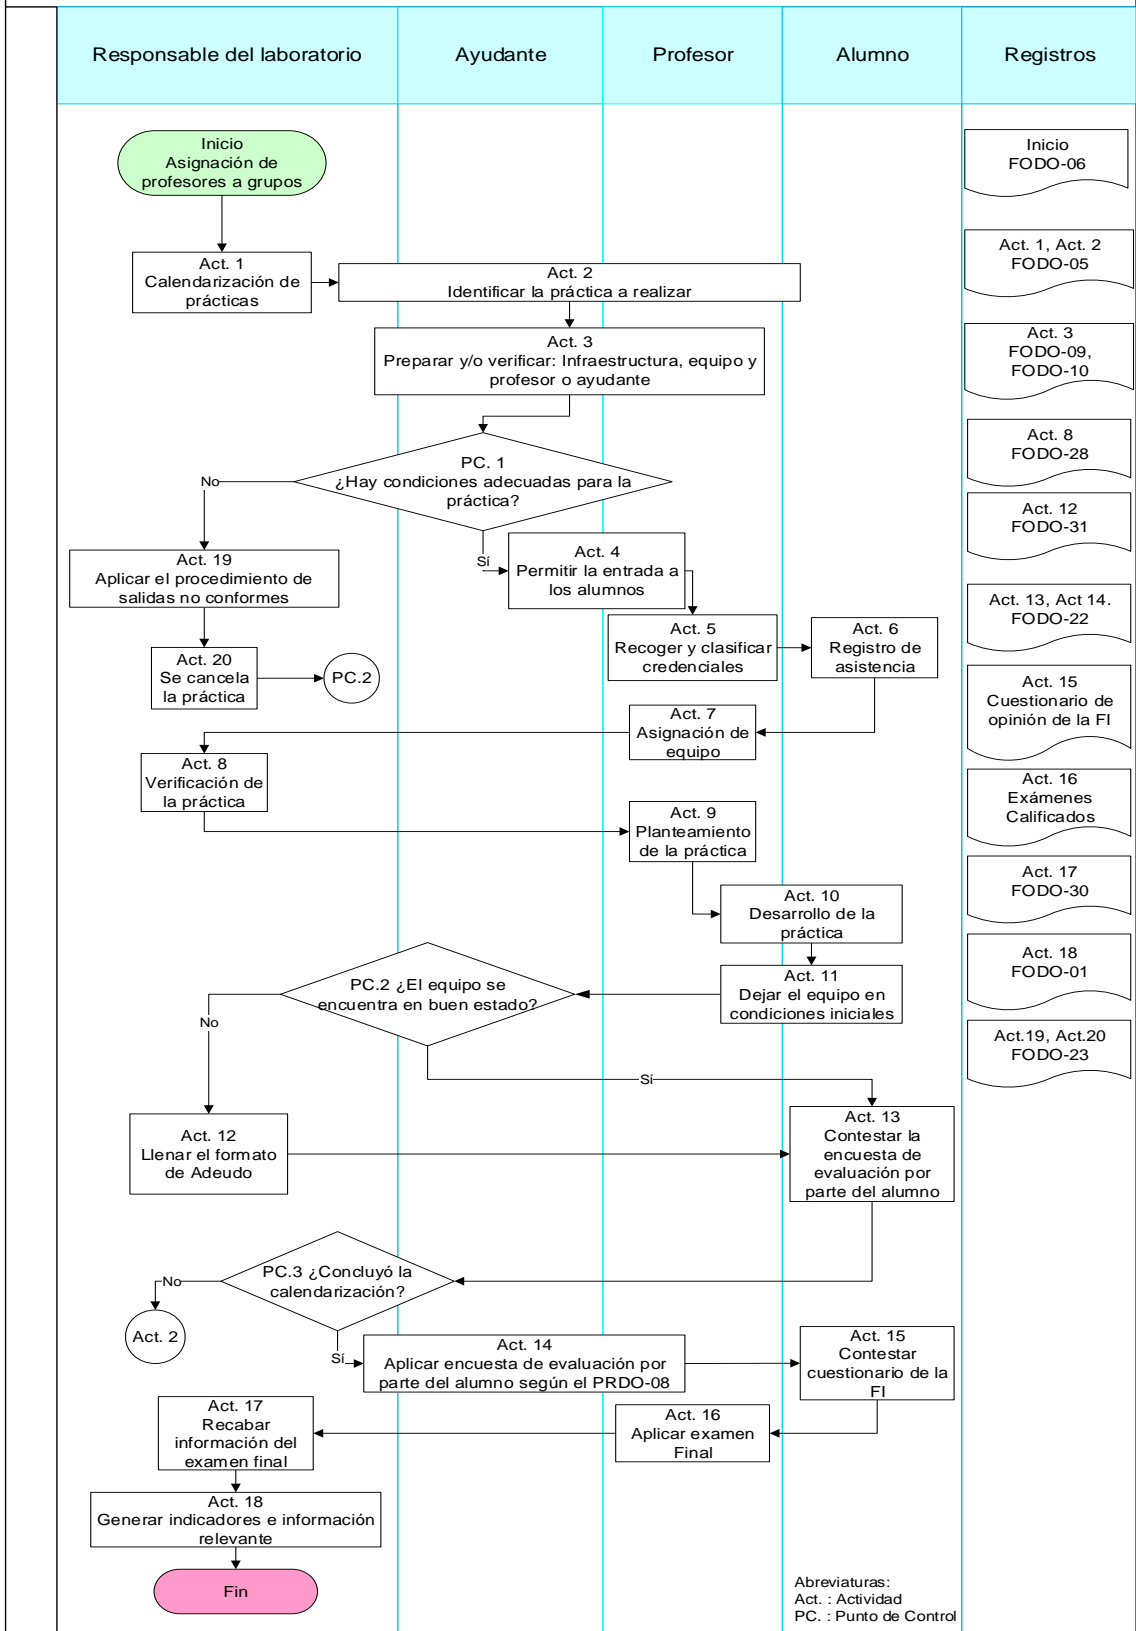 Responsable del laboratorio
Ayudante
Profesor
Alumno
Registros
Inicio
Asignación de
profesores a grupos
Inicio
FODO-06
Act. 1
Calendarización de
prácticas
Act. 2
Identificar la práctica a realizar
Act. 1, Act. 2
FODO-05
Act. 3
Preparar y/o verificar: Infraestructura, equipo y
profesor o ayudante
Act. 3
FODO-09,
FODO-10
PC. 1
¿Hay condiciones adecuadas para la
práctica?
No
Sí
Act. 8
FODO-28
Act. 12
FODO-31
Act. 19
Aplicar el procedimiento de
salidas no conformes
Act. 4
Permitir la entrada a
los alumnos
Act. 13, Act 14.
FODO-22
Act. 20
Se cancela
la práctica
PC.2
Act. 5
Recoger y clasificar
credenciales
Act. 6
Registro de
asistencia
Act. 15
Cuestionario de
opinión de la FI
Act. 7
Asignación de
equipo
Act. 8
Verificación de
la práctica
Act. 16
Exámenes
Calificados
Act. 9
Planteamiento
de la práctica
Act. 17
FODO-30
Act. 10
Desarrollo de la
práctica
Act. 18
FODO-01
PC.2 ¿El equipo se
encuentra en buen estado?
Act. 11
Dejar el equipo en
condiciones iniciales
No
Sí
Act.19, Act.20
FODO-23
Act. 12
Llenar el formato
de Adeudo
Act. 13
Contestar la
encuesta de
evaluación por
parte del alumno
PC.3 ¿Concluyó la
calendarización?
No
Act. 2
Sí
Act. 14
Aplicar encuesta de evaluación por
parte del alumno según el PRDO-08
Act. 15
Contestar
cuestionario de la
FI
Act. 17
Recabar
información del
examen final
Act. 16
Aplicar examen
Final
Act. 18
Generar indicadores e información
relevante
Fin
Abreviaturas:
Act. : Actividad
PC. : Punto de Control